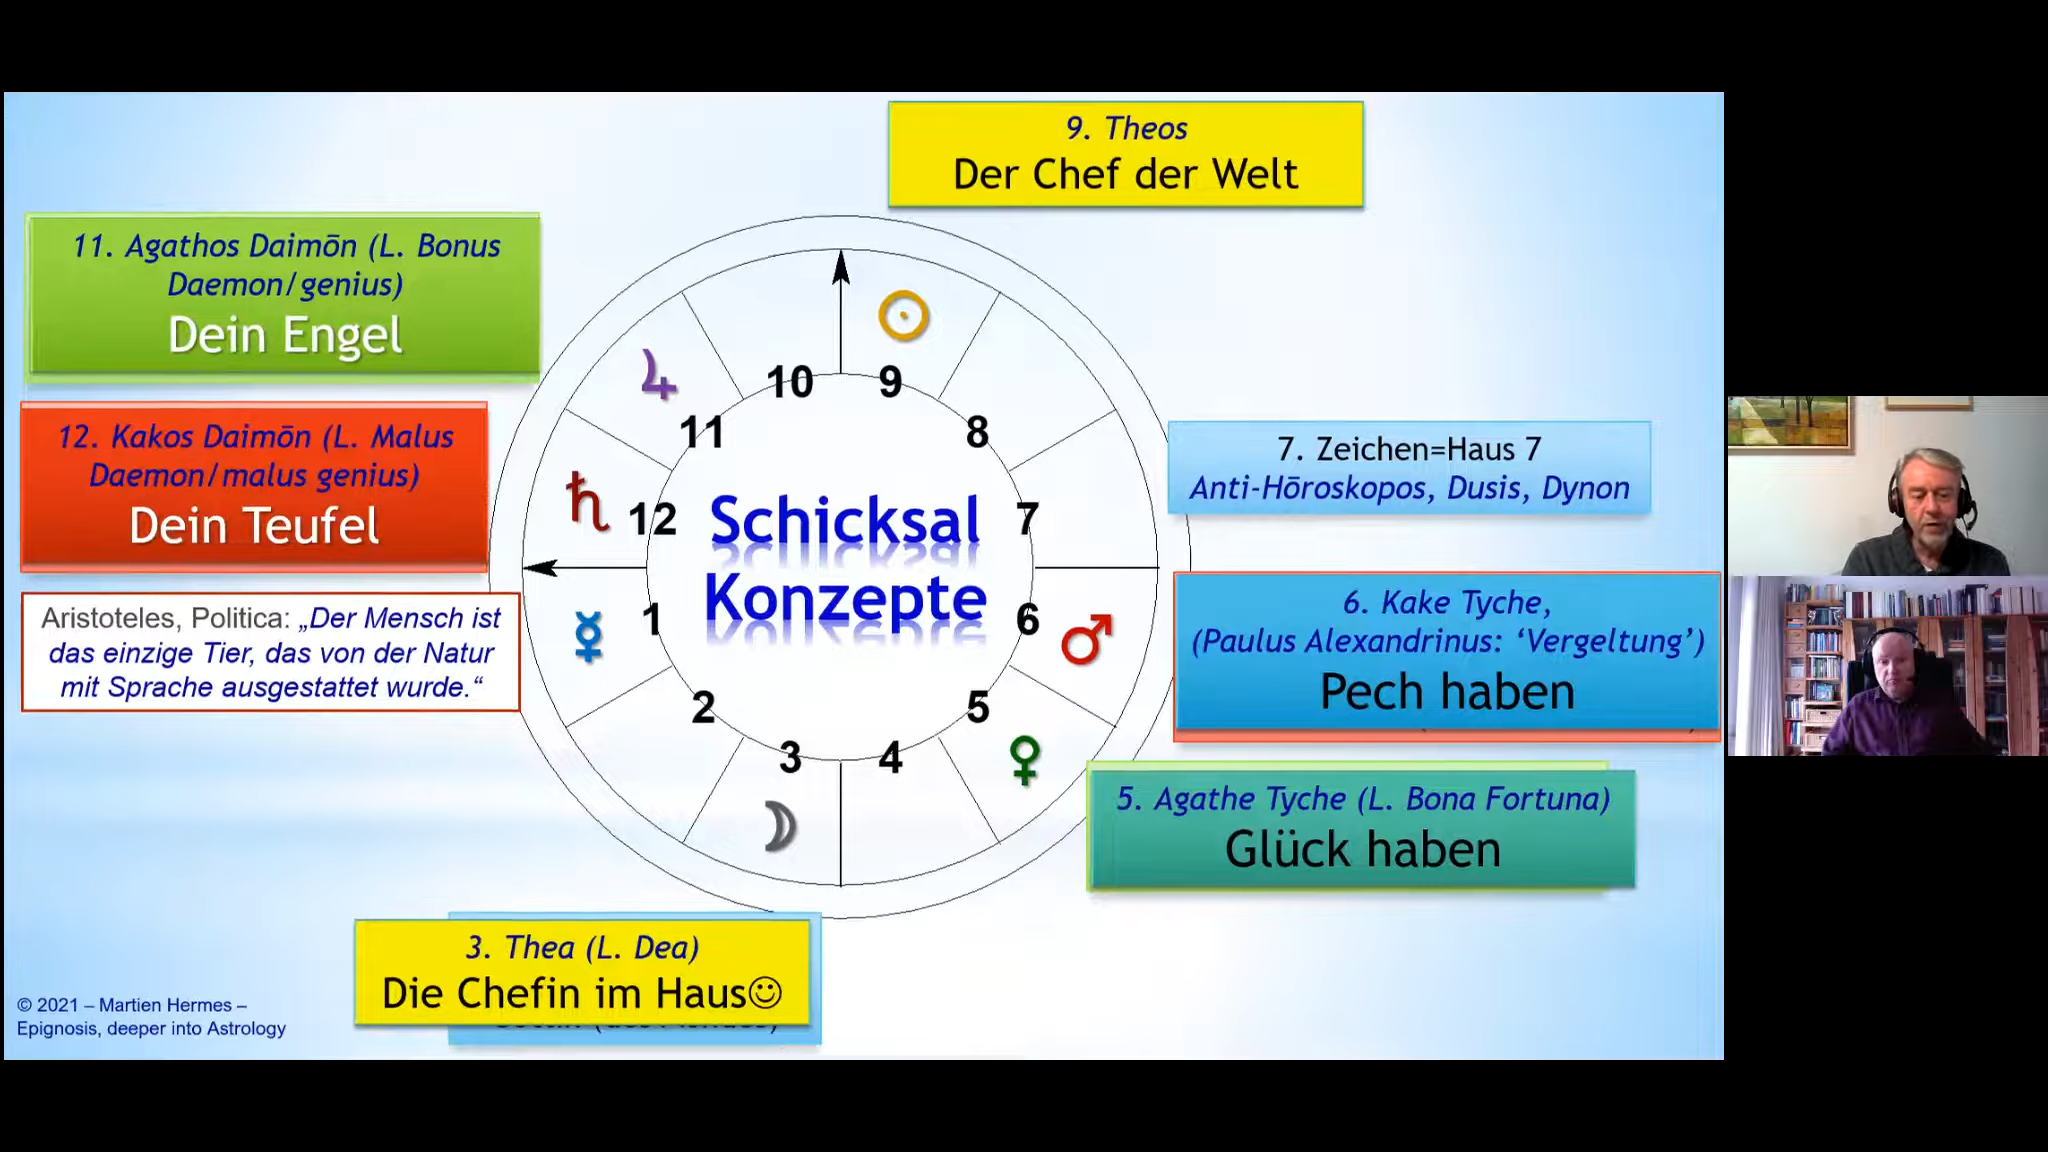 9. Theos
Der Chef der Welt
11. Agathos Daimōn (L. Bonus
Daemon/genius)
Dein Engel
12. Kakos Daimōn (L. Malus
Daemon/malus genius)
Dein Teufel
Aristoteles, Politica: „Der Mensch ist
das einzige Tier, das von der Natur
mit Sprache ausgestattet wurde.“
10
9
11
8
12
7
Schicksal
Konzepte
1
6
2
5
3
4
7. Zeichen=Haus 7
Anti-Hōroskopos, Dusis, Dynon
6. Kake Tyche,
(Paulus Alexandrinus: ‘Vergeltung’)
Pech haben
5. Agathe Tyche (L. Bona Fortuna)
Glück haben
3. Thea (L. Dea)
Die Chefin im Haus☺
© 2021 – Martien Hermes –
Epignosis, deeper into Astrology